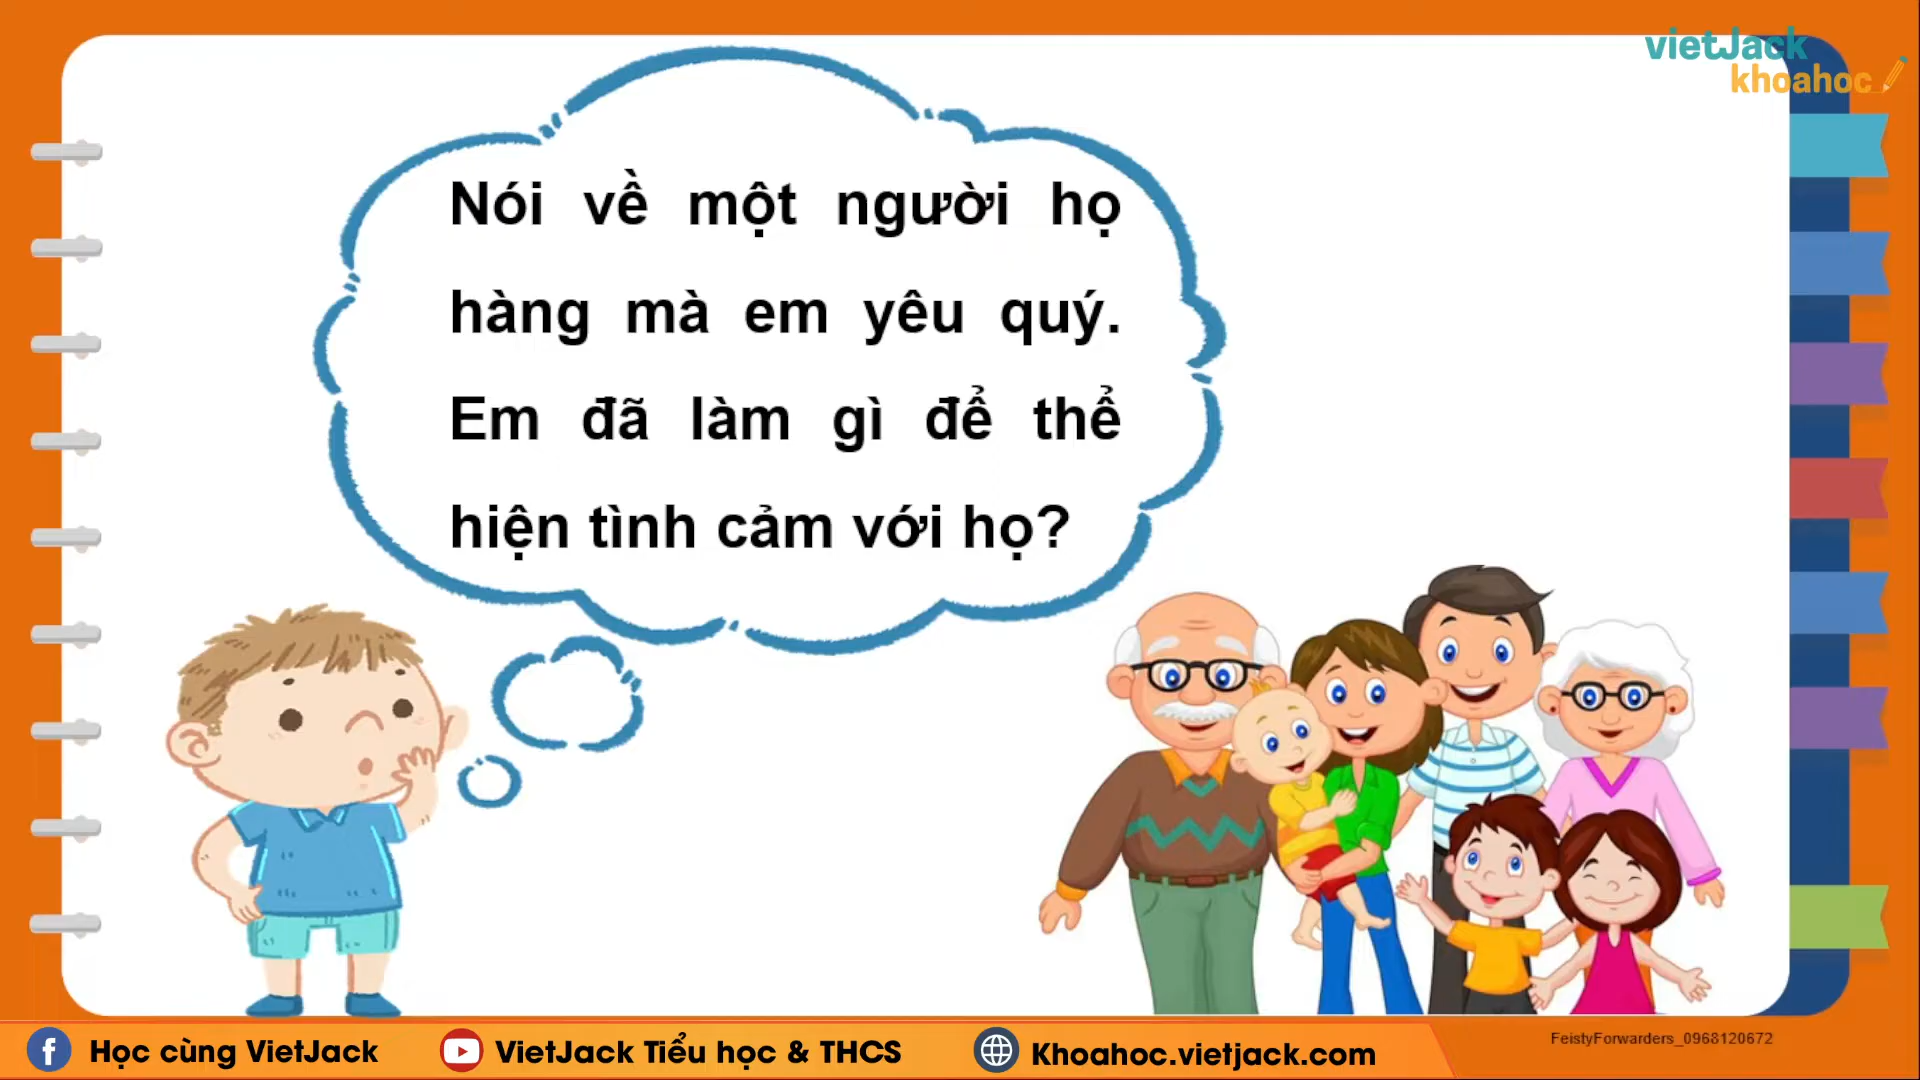 vietJack
khoahoc
Nói về một người họ
hàng mà em yêu quý.
Em đã làm gì để thể
hiện tình cảm với họ?
FeistyForwarders_0968120672
Học cùng VietJack
VietJack Tiểu học & THCS
Khoahoc.vietjack.com